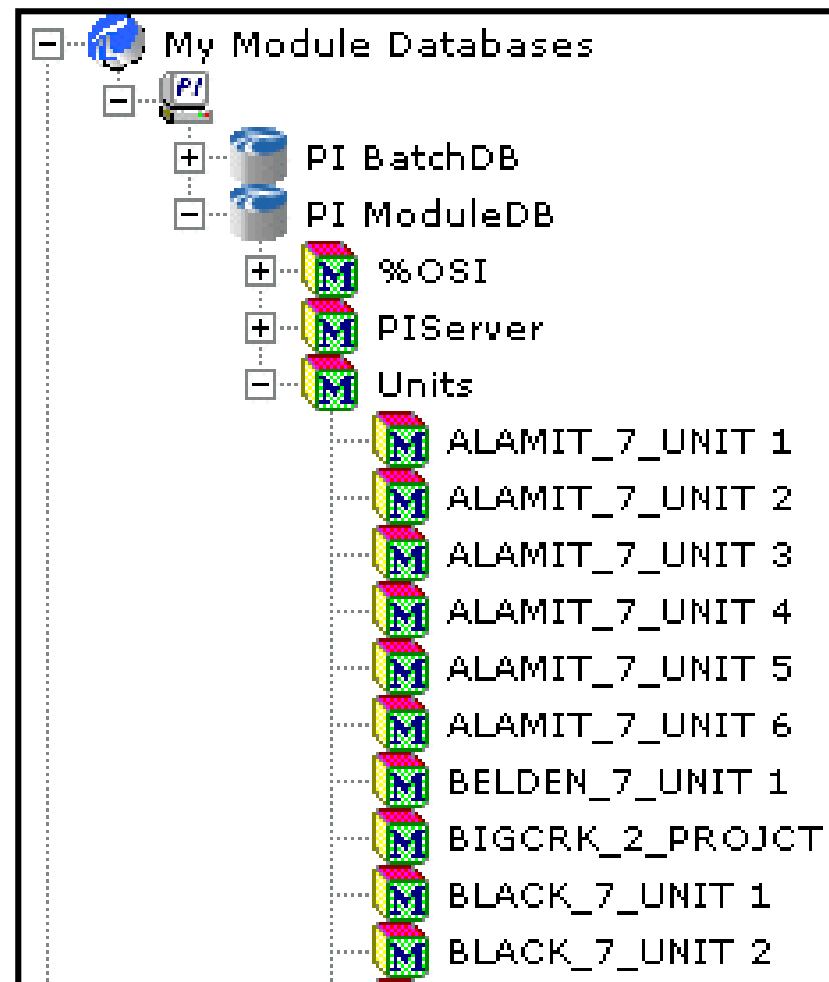 My Module Databases
PI
PI BatchDB
PI ModuleDB
M %OSI
M PIServer
M Units
M ALAMIT_7_UNIT 1
M ALAMIT_7_UNIT 2
M ALAMIT_7_UNIT 3
M ALAMIT_7_UNIT 4
M ALAMIT_7_UNIT 5
M ALAMIT_7_UNIT 6
M BELDEN_7_UNIT 1
M BIGCRK_2_PROJCT
M BLACK_7_UNIT 1
M BLACK_7_UNIT 2